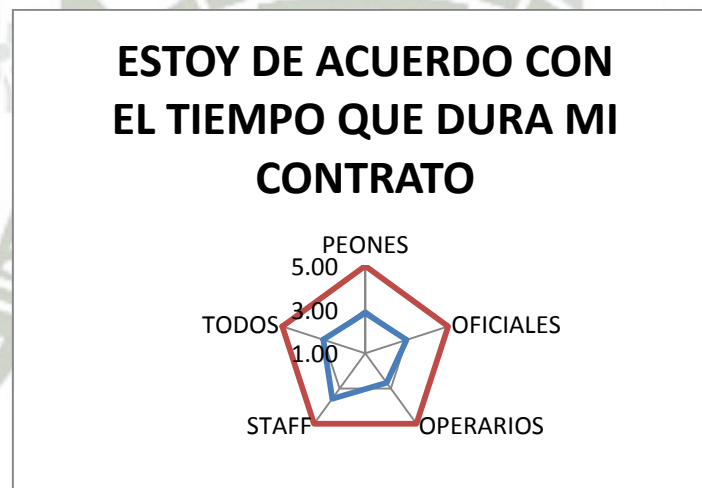 ESTOY DE ACUERDO CON
EL TIEMPO QUE DURA MI
CONTRATO
PEONES
5.00
3.00
TODOS
OFICIALES
1.00
STAFF
OPERARIOS